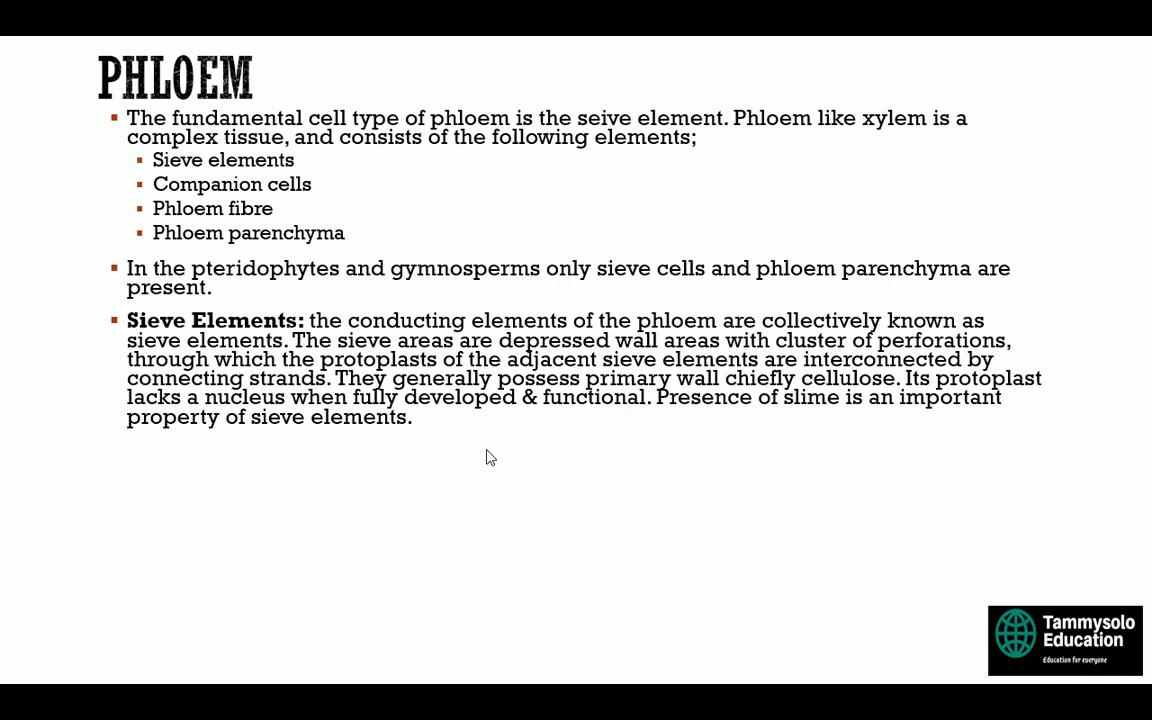 PHLOEM
▪ The fundamental cell type of phloem is the seive element. Phloem like xylem is a
complex tissue, and consists of the following elements;
▪ Sieve elements
▪ Companion cells
▪ Phloem fibre
▪ Phloem parenchyma
▪ In the pteridophytes and gymnosperms only sieve cells and phloem parenchyma are
present.
▪ Sieve Elements: the conducting elements of the phloem are collectively known as
sieve elements. The sieve areas are depressed wall areas with cluster of perforations,
through which the protoplasts of the adjacent sieve elements are interconnected by
connecting strands. They generally possess primary wall chiefly cellulose. Its protoplast
lacks a nucleus when fully developed & functional. Presence of slime is an important
property of sieve elements.
Tammysolo
Education
Education for everyone